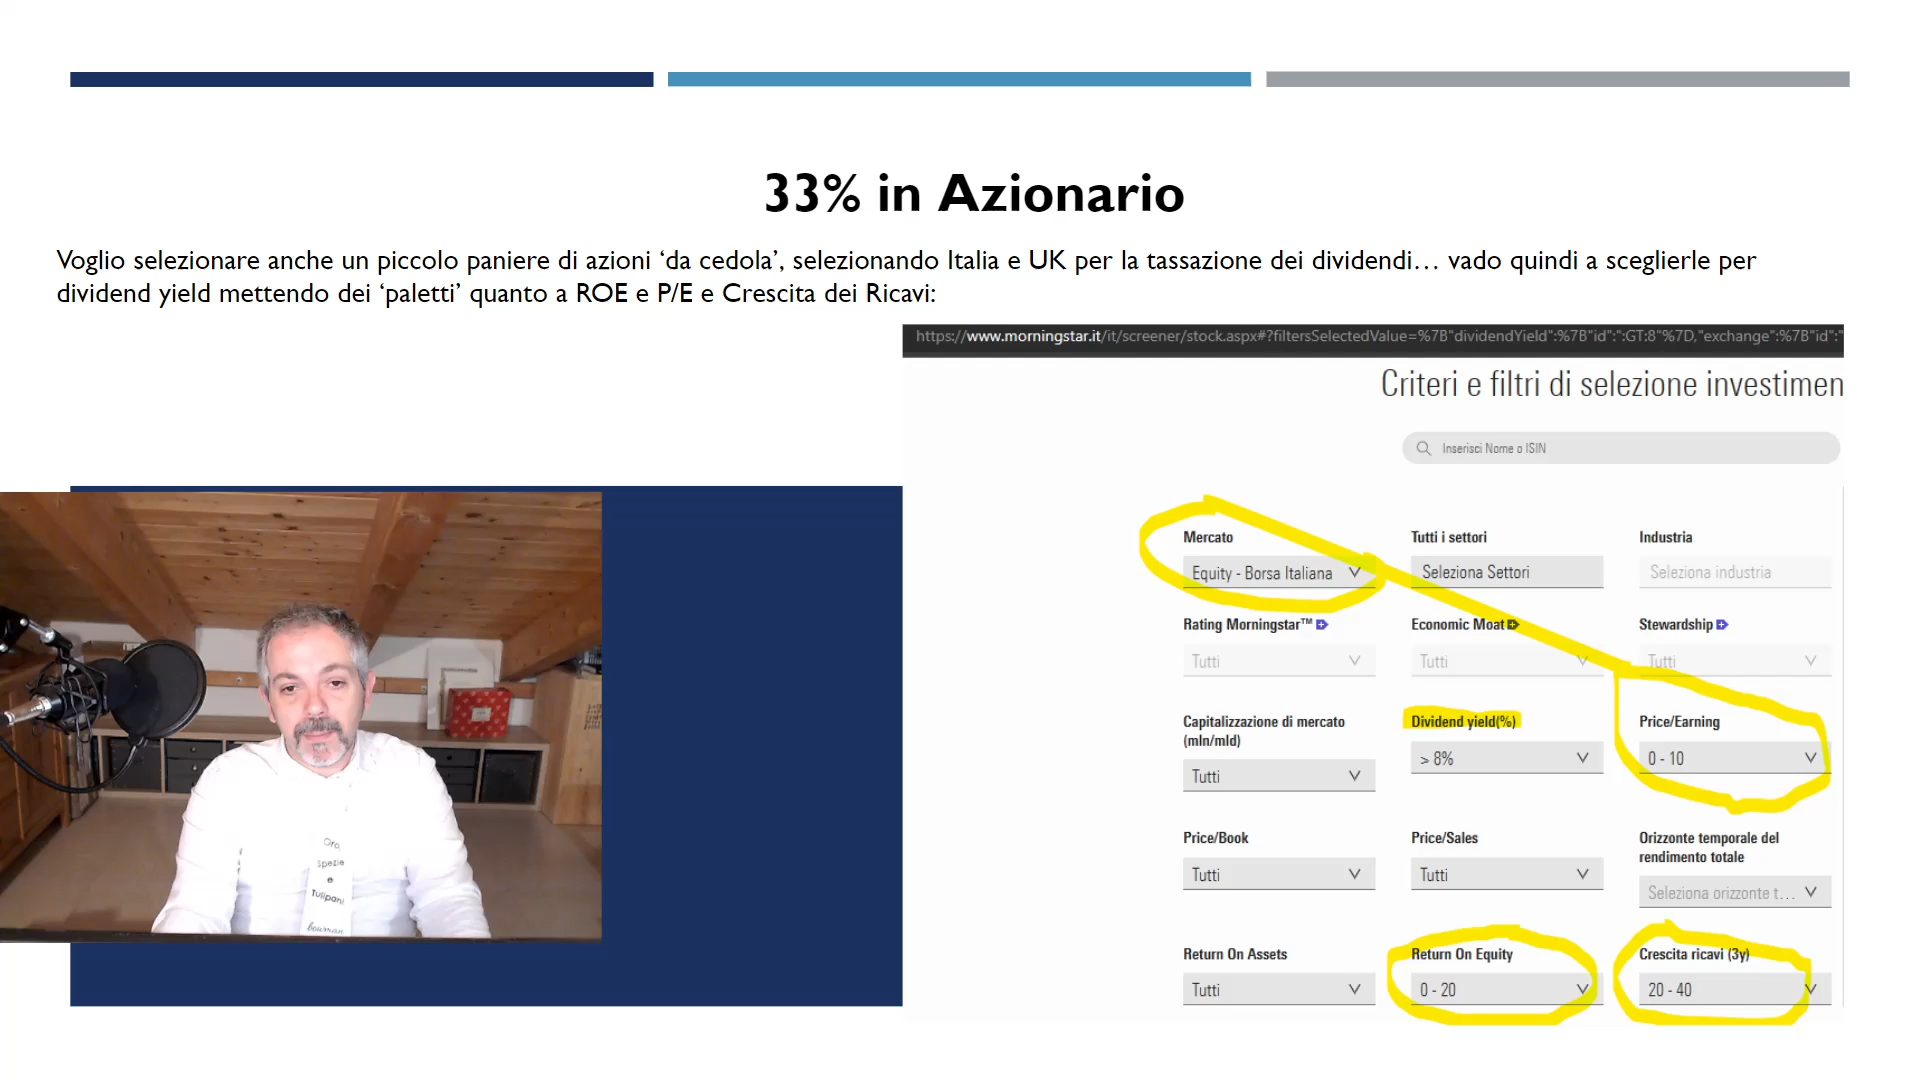 33% in Azionario
Voglio selezionare anche un piccolo paniere di azioni ‘da cedola’, selezionando Italia e UK per la tassazione dei dividendi… vado quindi a sceglierle per
dividend yield mettendo dei ‘paletti’ quanto a ROE e P/E e Crescita dei Ricavi:
https://www.morningstar.it/it/screener/stock.aspx#?filtersSelectedValue=%7B"dividendYield":%7B"id":":GT:8"%7D,"exchange":%7B"id":"
Criteri e filtri di selezione investimen
Inserisci Nome o ISIN
Mercato
Tutti i settori
Industria
Equity - Borsa Italiana
Seleziona Settori
Seleziona industria
Rating Morningstar™
Economic Moat
Stewardship
Tutti
Tutti
Tutti
Capitalizzazione di mercato
(mln/mld)
Dividend yield(%)
Price/Earning
Tutti
> 8%
0 - 10
Price/Book
Price/Sales
Orizzonte temporale del
rendimento totale
Tutti
Tutti
Seleziona orizzonte t...
Return On Assets
Return On Equity
Crescita ricavi (3y)
Tutti
0 - 20
20 - 40
Oro,
Spezie
e
Tulipani